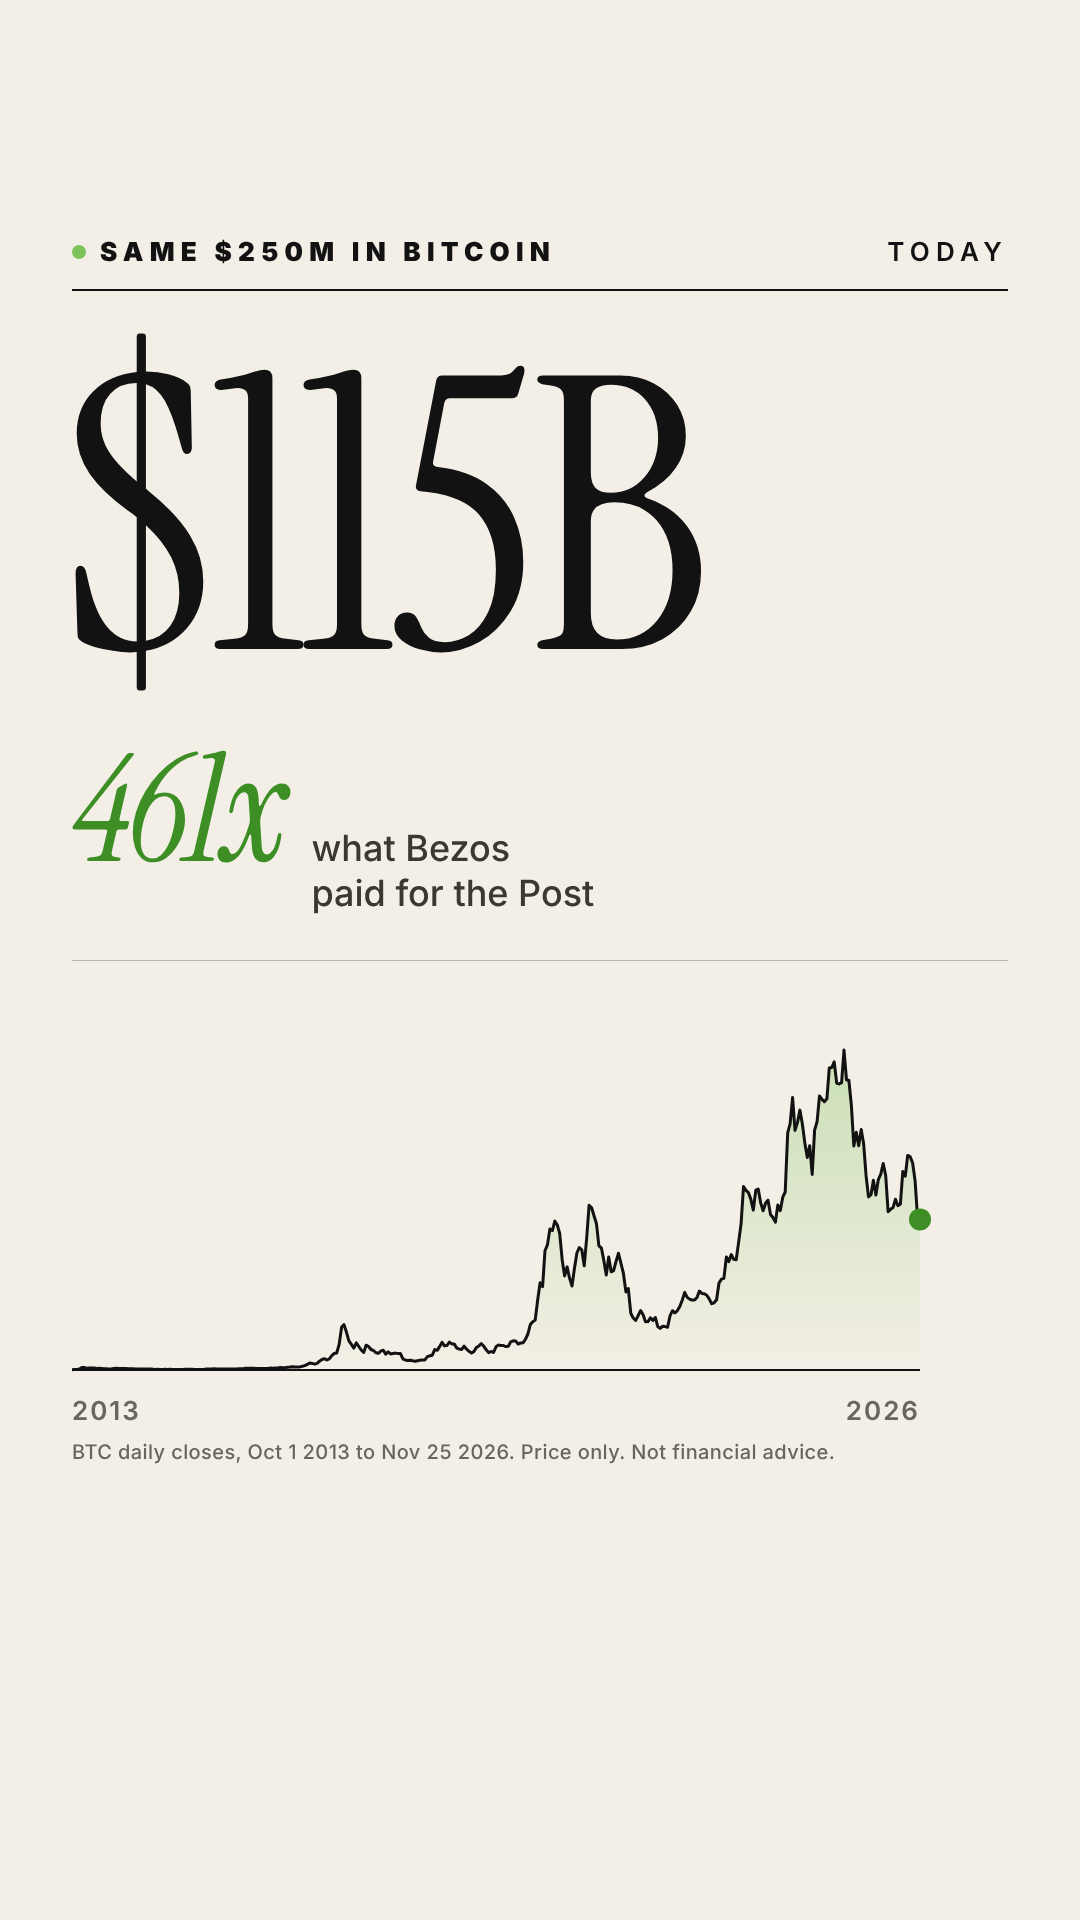 SAME $250M IN BITCOIN
TODAY
$115B
461x
what Bezos
paid for the Post
2013
2026
BTC daily closes, Oct 1 2013 to Nov 25 2026. Price only. Not financial advice.